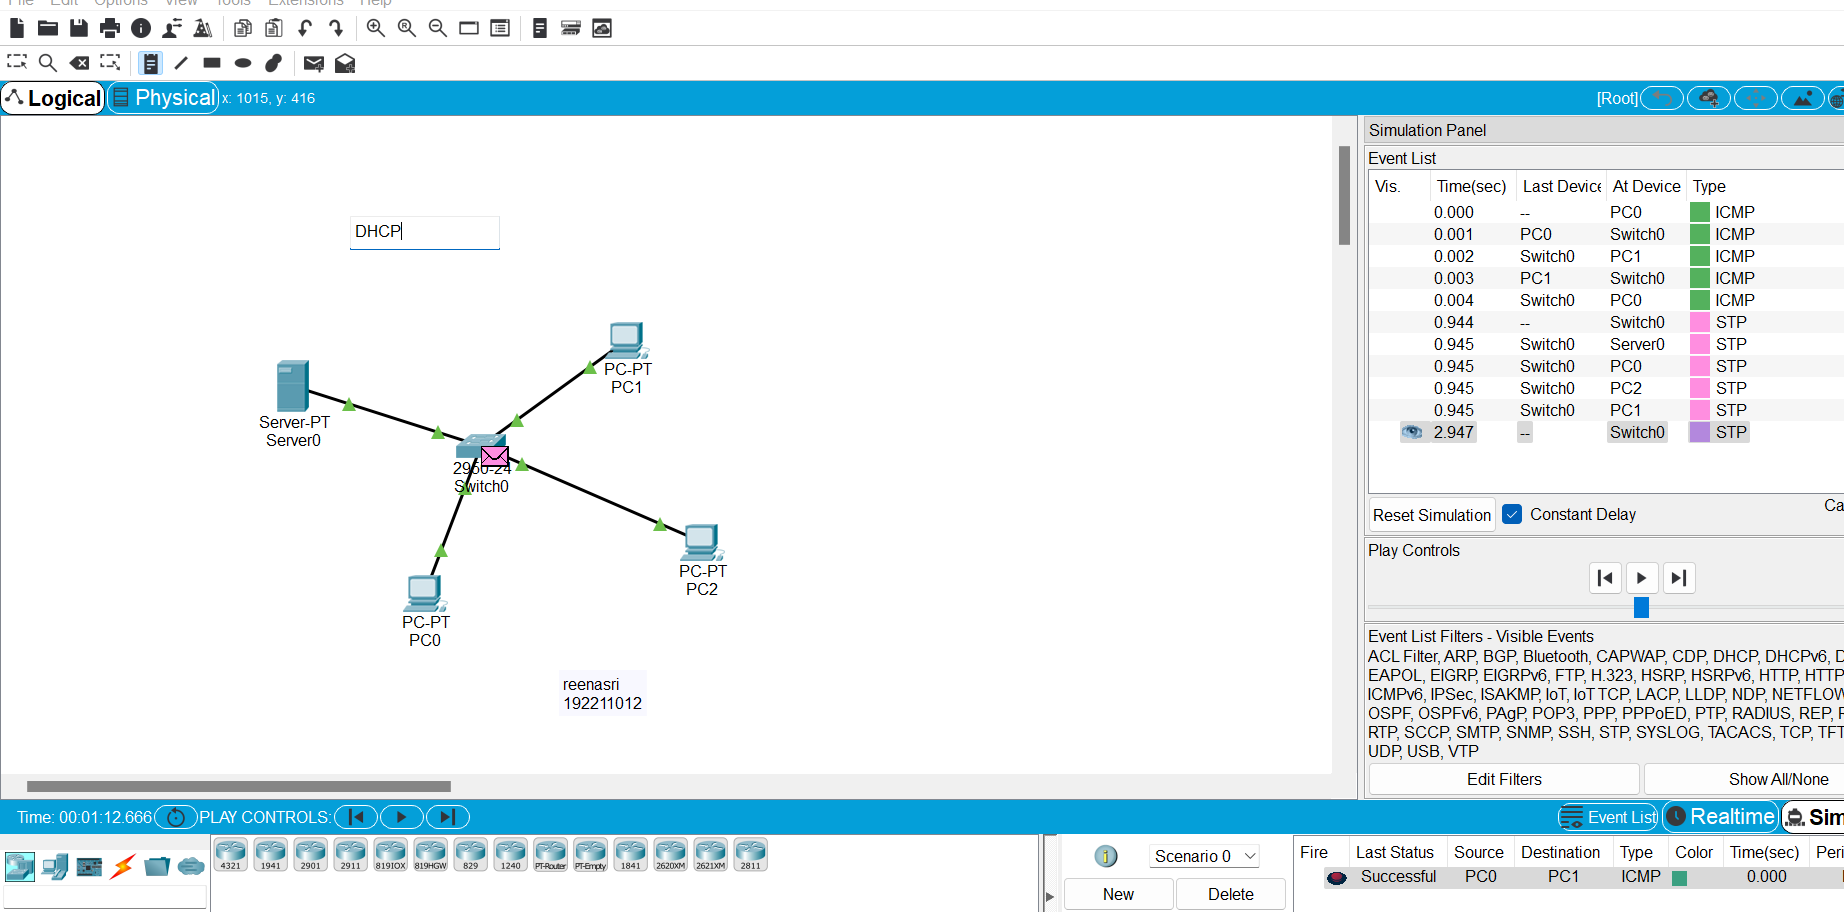 File Edit Options View Tools Extensions Help
Logical Physical x: 1015, y: 416 [Root]
DHCP
PC-PT
PC1
Server-PT
Server0
2950-24
Switch0
PC-PT
PC2
PC-PT
PC0
reenasri
192211012
Simulation Panel
Event List
Vis. Time(sec) Last Device At Device Type
0.000 -- PC0 ICMP
0.001 PC0 Switch0 ICMP
0.002 Switch0 PC1 ICMP
0.003 PC1 Switch0 ICMP
0.004 Switch0 PC0 ICMP
0.944 -- Switch0 STP
0.945 Switch0 Server0 STP
0.945 Switch0 PC0 STP
0.945 Switch0 PC2 STP
0.945 Switch0 PC1 STP
2.947 -- Switch0 STP
Reset Simulation Constant Delay Ca
Play Controls
Event List Filters - Visible Events
ACL Filter, ARP, BGP, Bluetooth, CAPWAP, CDP, DHCP, DHCPv6, D
EAPOL, EIGRP, EIGRPv6, FTP, H.323, HSRP, HSRPv6, HTTP, HTTP
ICMPv6, IPSec, ISAKMP, IoT, IoT TCP, LACP, LLDP, NDP, NETFLOW
OSPF, OSPFv6, PAgP, POP3, PPP, PPPoED, PTP, RADIUS, REP,
RTP, SCCP, SMTP, SNMP, SSH, STP, SYSLOG, TACACS, TCP, TFT
UDP, USB, VTP
Edit Filters Show All/None
Time: 00:01:12.666 PLAY CONTROLS: Event List Realtime Sim
4321 1941 2901 2911 819IOX 819HGW 829 1240 PT-Router PT-Empty 1841 2620XM 2621XM 2811
Scenario 0
New Delete
Fire Last Status Source Destination Type Color Time(sec) Peri
Successful PC0 PC1 ICMP 0.000